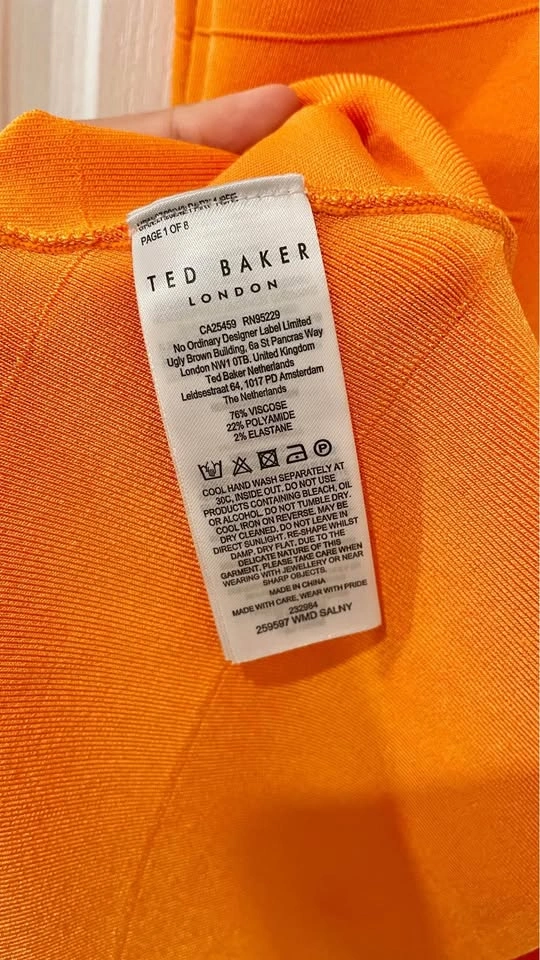 PAGE 1 OF 8
TED BAKER
LONDON
CA25459 RN95229
No Ordinary Designer Label Limited
Ugly Brown Building, 6a St Pancras Way
London NW1 0TB. United Kingdom
Ted Baker Netherlands
Leidsestraat 64, 1017 PD Amsterdam
The Netherlands
76% VISCOSE
22% POLYAMIDE
2% ELASTANE
P
COOL HAND WASH SEPARATELY AT
30C, INSIDE OUT. DO NOT USE
PRODUCTS CONTAINING BLEACH, OIL
OR ALCOHOL. DO NOT TUMBLE DRY.
COOL IRON ON REVERSE. MAY BE
DRY CLEANED. DO NOT LEAVE IN
DIRECT SUNLIGHT. RE-SHAPE WHILST
DAMP. DRY FLAT. DUE TO THE
DELICATE NATURE OF THIS
GARMENT, PLEASE TAKE CARE WHEN
WEARING WITH JEWELLERY OR NEAR
SHARP OBJECTS.
MADE IN CHINA
MADE WITH CARE, WEAR WITH PRIDE
232984
259597 WMD SALNY